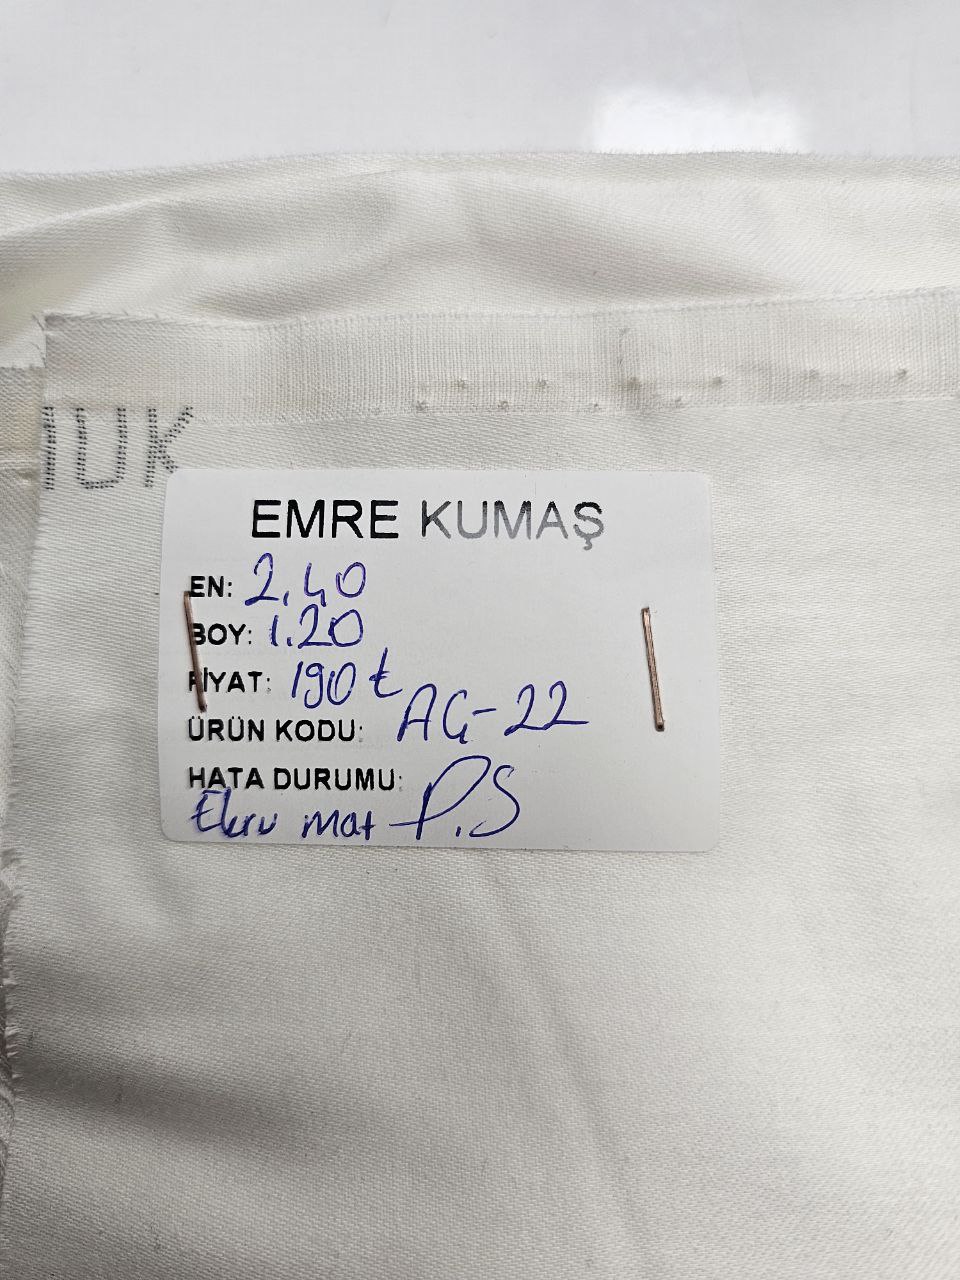 10K
EMRE KUMAŞ
EN: 2.40
BOY: 1.20
FİYAT: 190 ₺
ÜRÜN KODU: AG-22
HATA DURUMU: P.S
Ekru mat